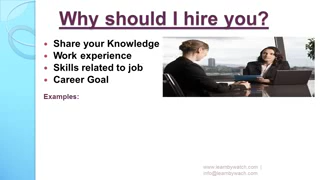 Why should I hire you?
Share your Knowledge
Work experience
Skills related to job
Career Goal
Examples:
www.learnbywatch.com |
info@learnbywach.com